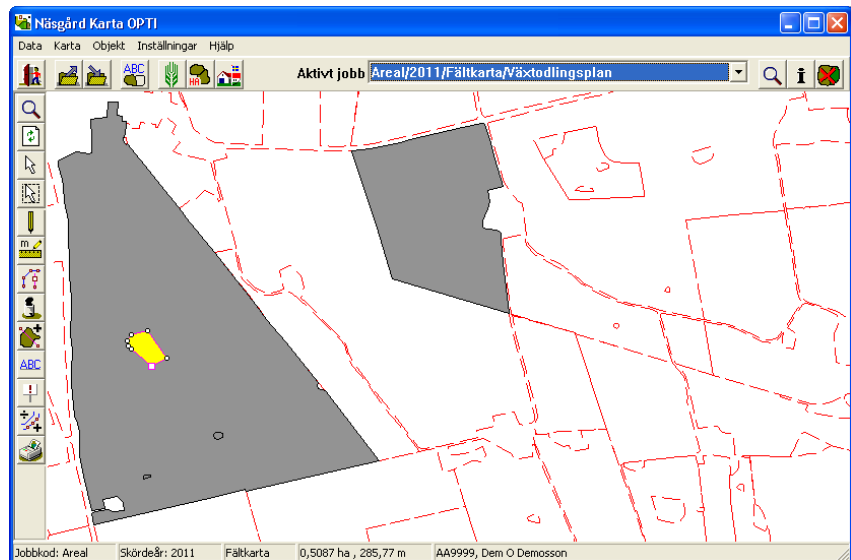 Näsgård Karta OPTI
Data Karta Objekt Inställningar Hjälp
ABC
HA
Aktivt jobb Areal/2011/Fältkarta/Växtodlingsplan
i
m
ABC
Jobbkod: Areal Skördeår: 2011 Fältkarta 0,5087 ha , 285,77 m AA9999, Dem O Demosson